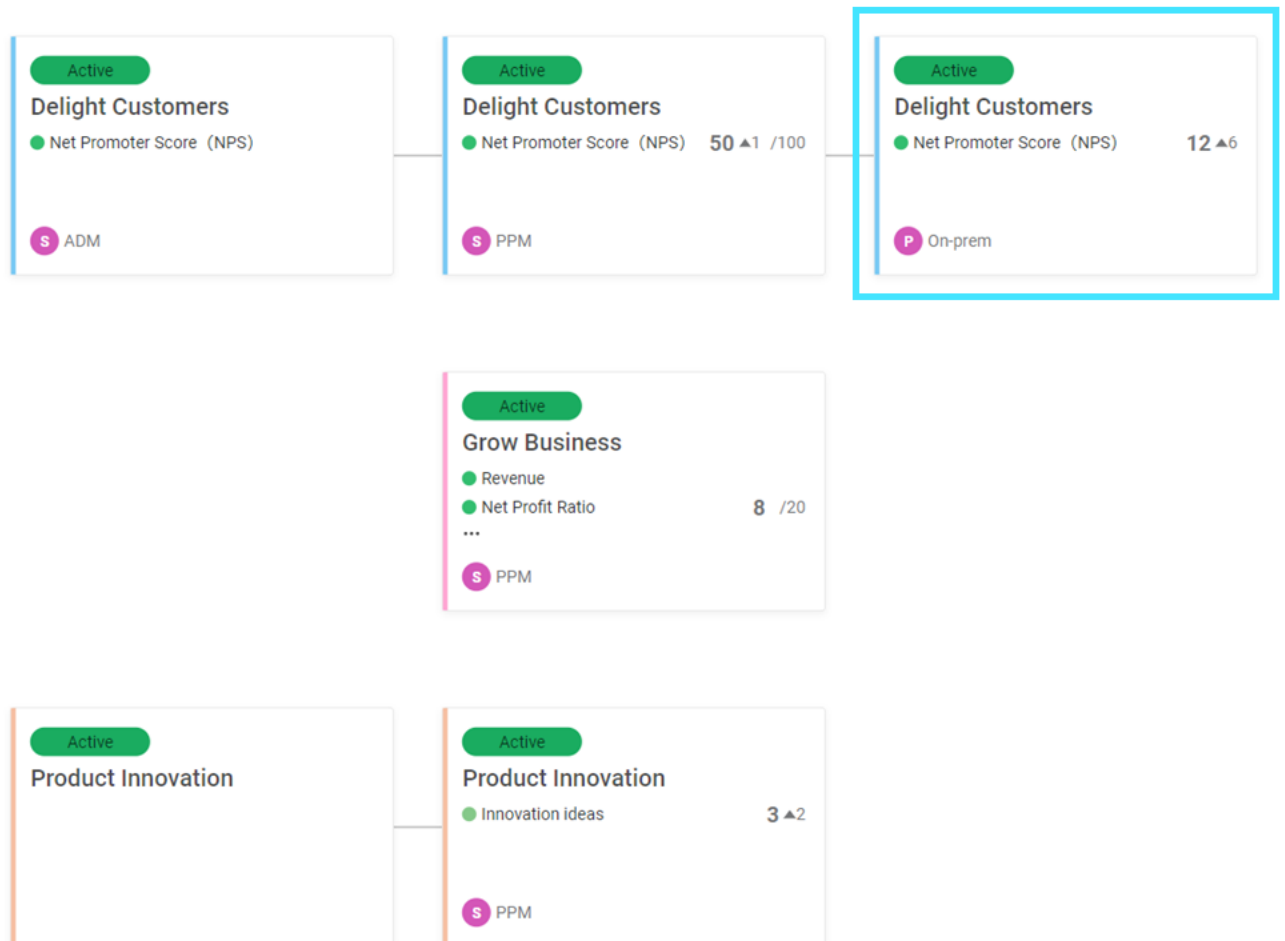 Active
Delight Customers
Net Promoter Score (NPS)
S ADM
Active
Delight Customers
Net Promoter Score (NPS) 50 ▲1 /100
S PPM
Active
Delight Customers
Net Promoter Score (NPS) 12 ▲6
P On-prem
Active
Grow Business
Revenue
Net Profit Ratio 8 /20
...
S PPM
Active
Product Innovation
Active
Product Innovation
Innovation ideas 3 ▲2
S PPM